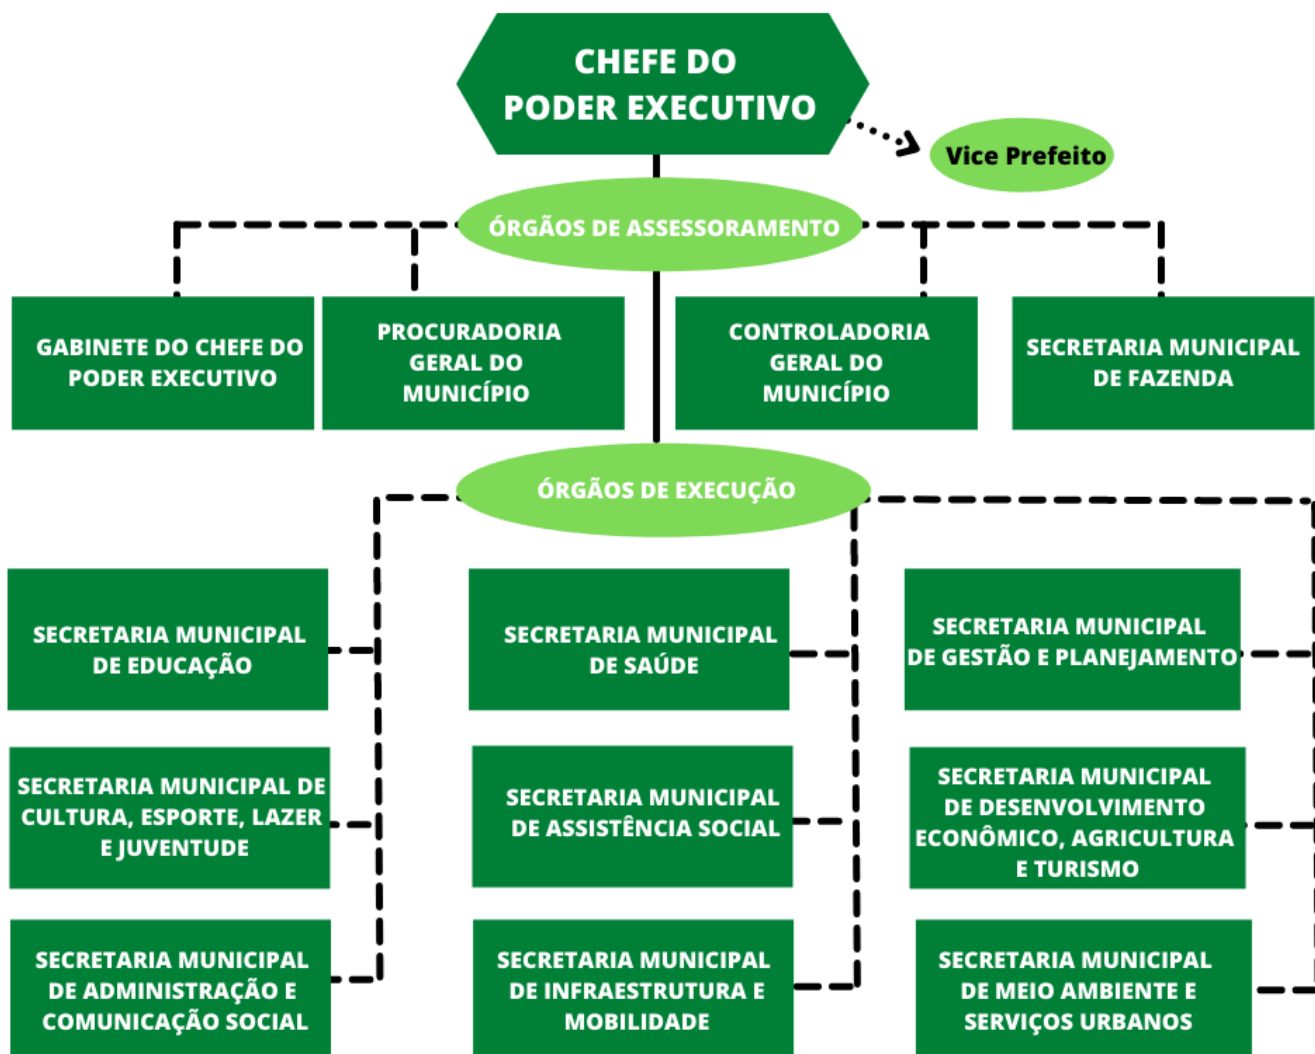 CHEFE DO
PODER EXECUTIVO
Vice Prefeito
ÓRGÃOS DE ASSESSORAMENTO
GABINETE DO CHEFE DO
PODER EXECUTIVO
PROCURADORIA
GERAL DO
MUNICÍPIO
CONTROLADORIA
GERAL DO
MUNICÍPIO
SECRETARIA MUNICIPAL
DE FAZENDA
ÓRGÃOS DE EXECUÇÃO
SECRETARIA MUNICIPAL
DE EDUCAÇÃO
SECRETARIA MUNICIPAL
DE SAÚDE
SECRETARIA MUNICIPAL
DE GESTÃO E PLANEJAMENTO
SECRETARIA MUNICIPAL DE
CULTURA, ESPORTE, LAZER
E JUVENTUDE
SECRETARIA MUNICIPAL
DE ASSISTÊNCIA SOCIAL
SECRETARIA MUNICIPAL
DE DESENVOLVIMENTO
ECONÔMICO, AGRICULTURA
E TURISMO
SECRETARIA MUNICIPAL
DE ADMINISTRAÇÃO E
COMUNICAÇÃO SOCIAL
SECRETARIA MUNICIPAL
DE INFRAESTRUTURA E
MOBILIDADE
SECRETARIA MUNICIPAL
DE MEIO AMBIENTE E
SERVIÇOS URBANOS